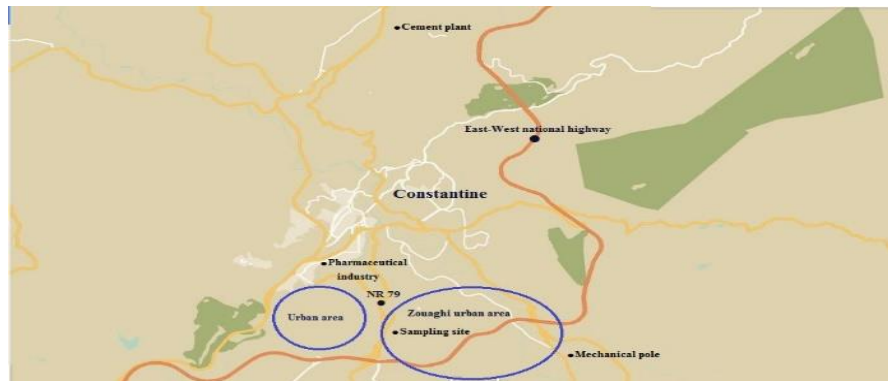 Cement plant
East-West national highway
Constantine
Pharmaceutical
industry
NR 79
Zouaghi urban area
Urban area
Sampling site
Mechanical pole